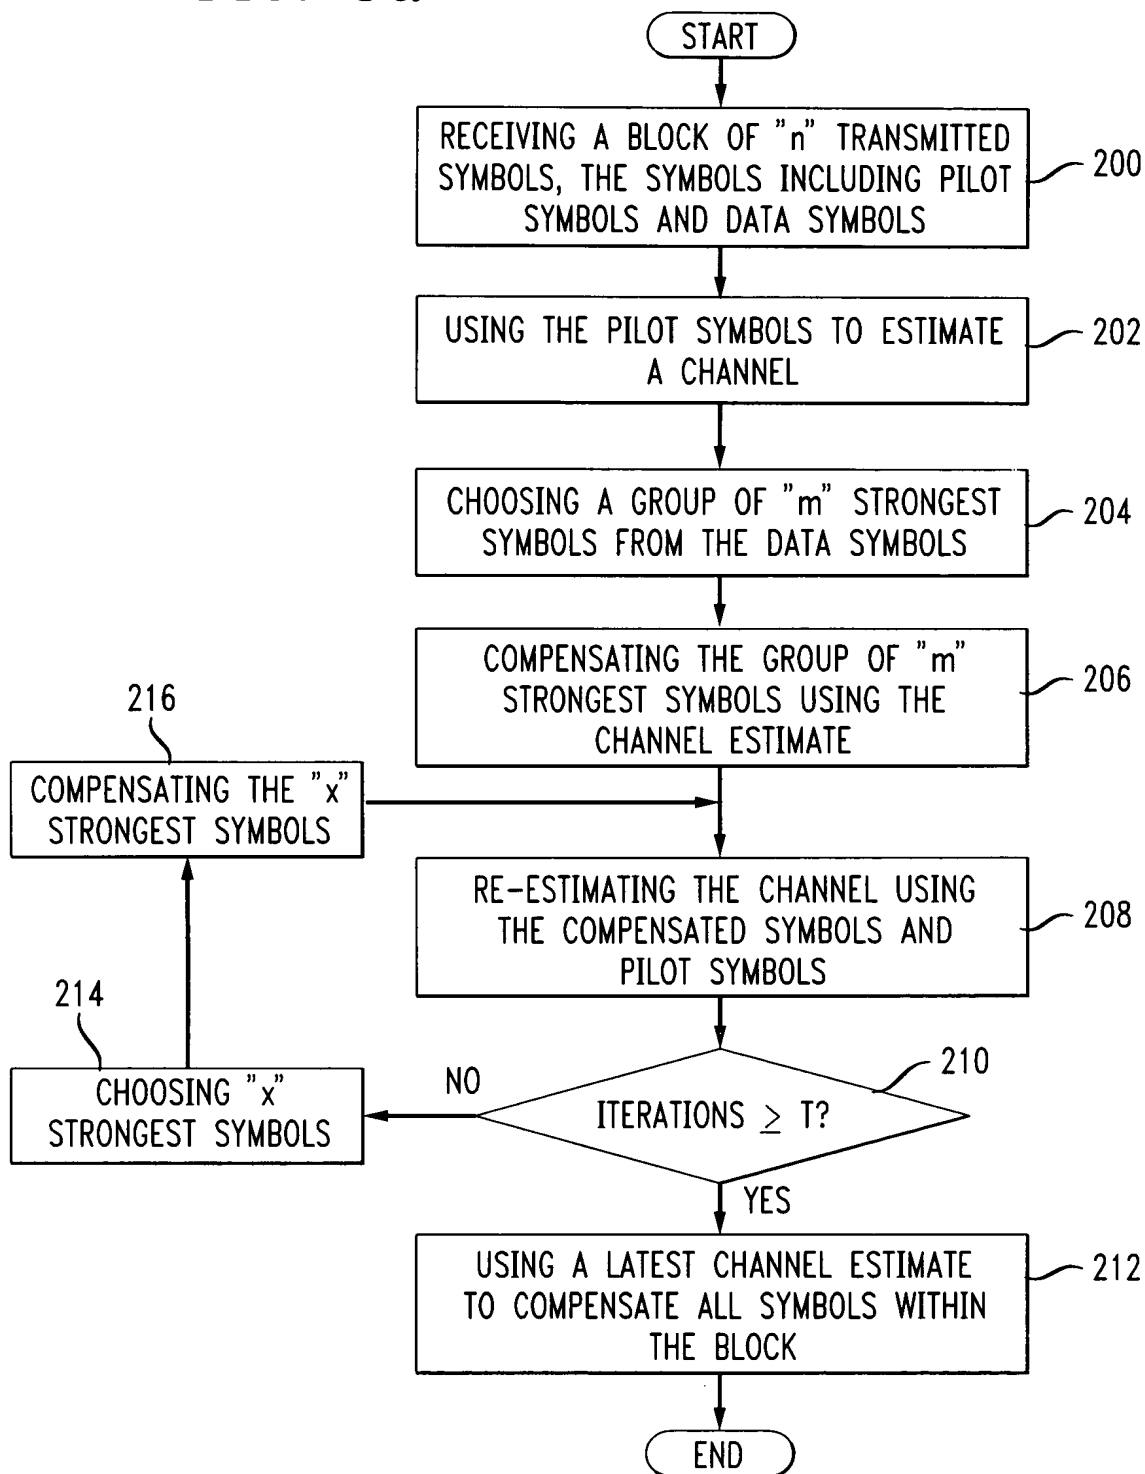 START
RECEIVING A BLOCK OF "n" TRANSMITTED
SYMBOLS, THE SYMBOLS INCLUDING PILOT
SYMBOLS AND DATA SYMBOLS
200
USING THE PILOT SYMBOLS TO ESTIMATE
A CHANNEL
202
CHOOSING A GROUP OF "m" STRONGEST
SYMBOLS FROM THE DATA SYMBOLS
204
COMPENSATING THE GROUP OF "m"
STRONGEST SYMBOLS USING THE
CHANNEL ESTIMATE
206
216
COMPENSATING THE "x"
STRONGEST SYMBOLS
RE-ESTIMATING THE CHANNEL USING
THE COMPENSATED SYMBOLS AND
PILOT SYMBOLS
208
214
CHOOSING "x"
STRONGEST SYMBOLS
NO
ITERATIONS ≥ T?
210
YES
USING A LATEST CHANNEL ESTIMATE
TO COMPENSATE ALL SYMBOLS WITHIN
THE BLOCK
212
END